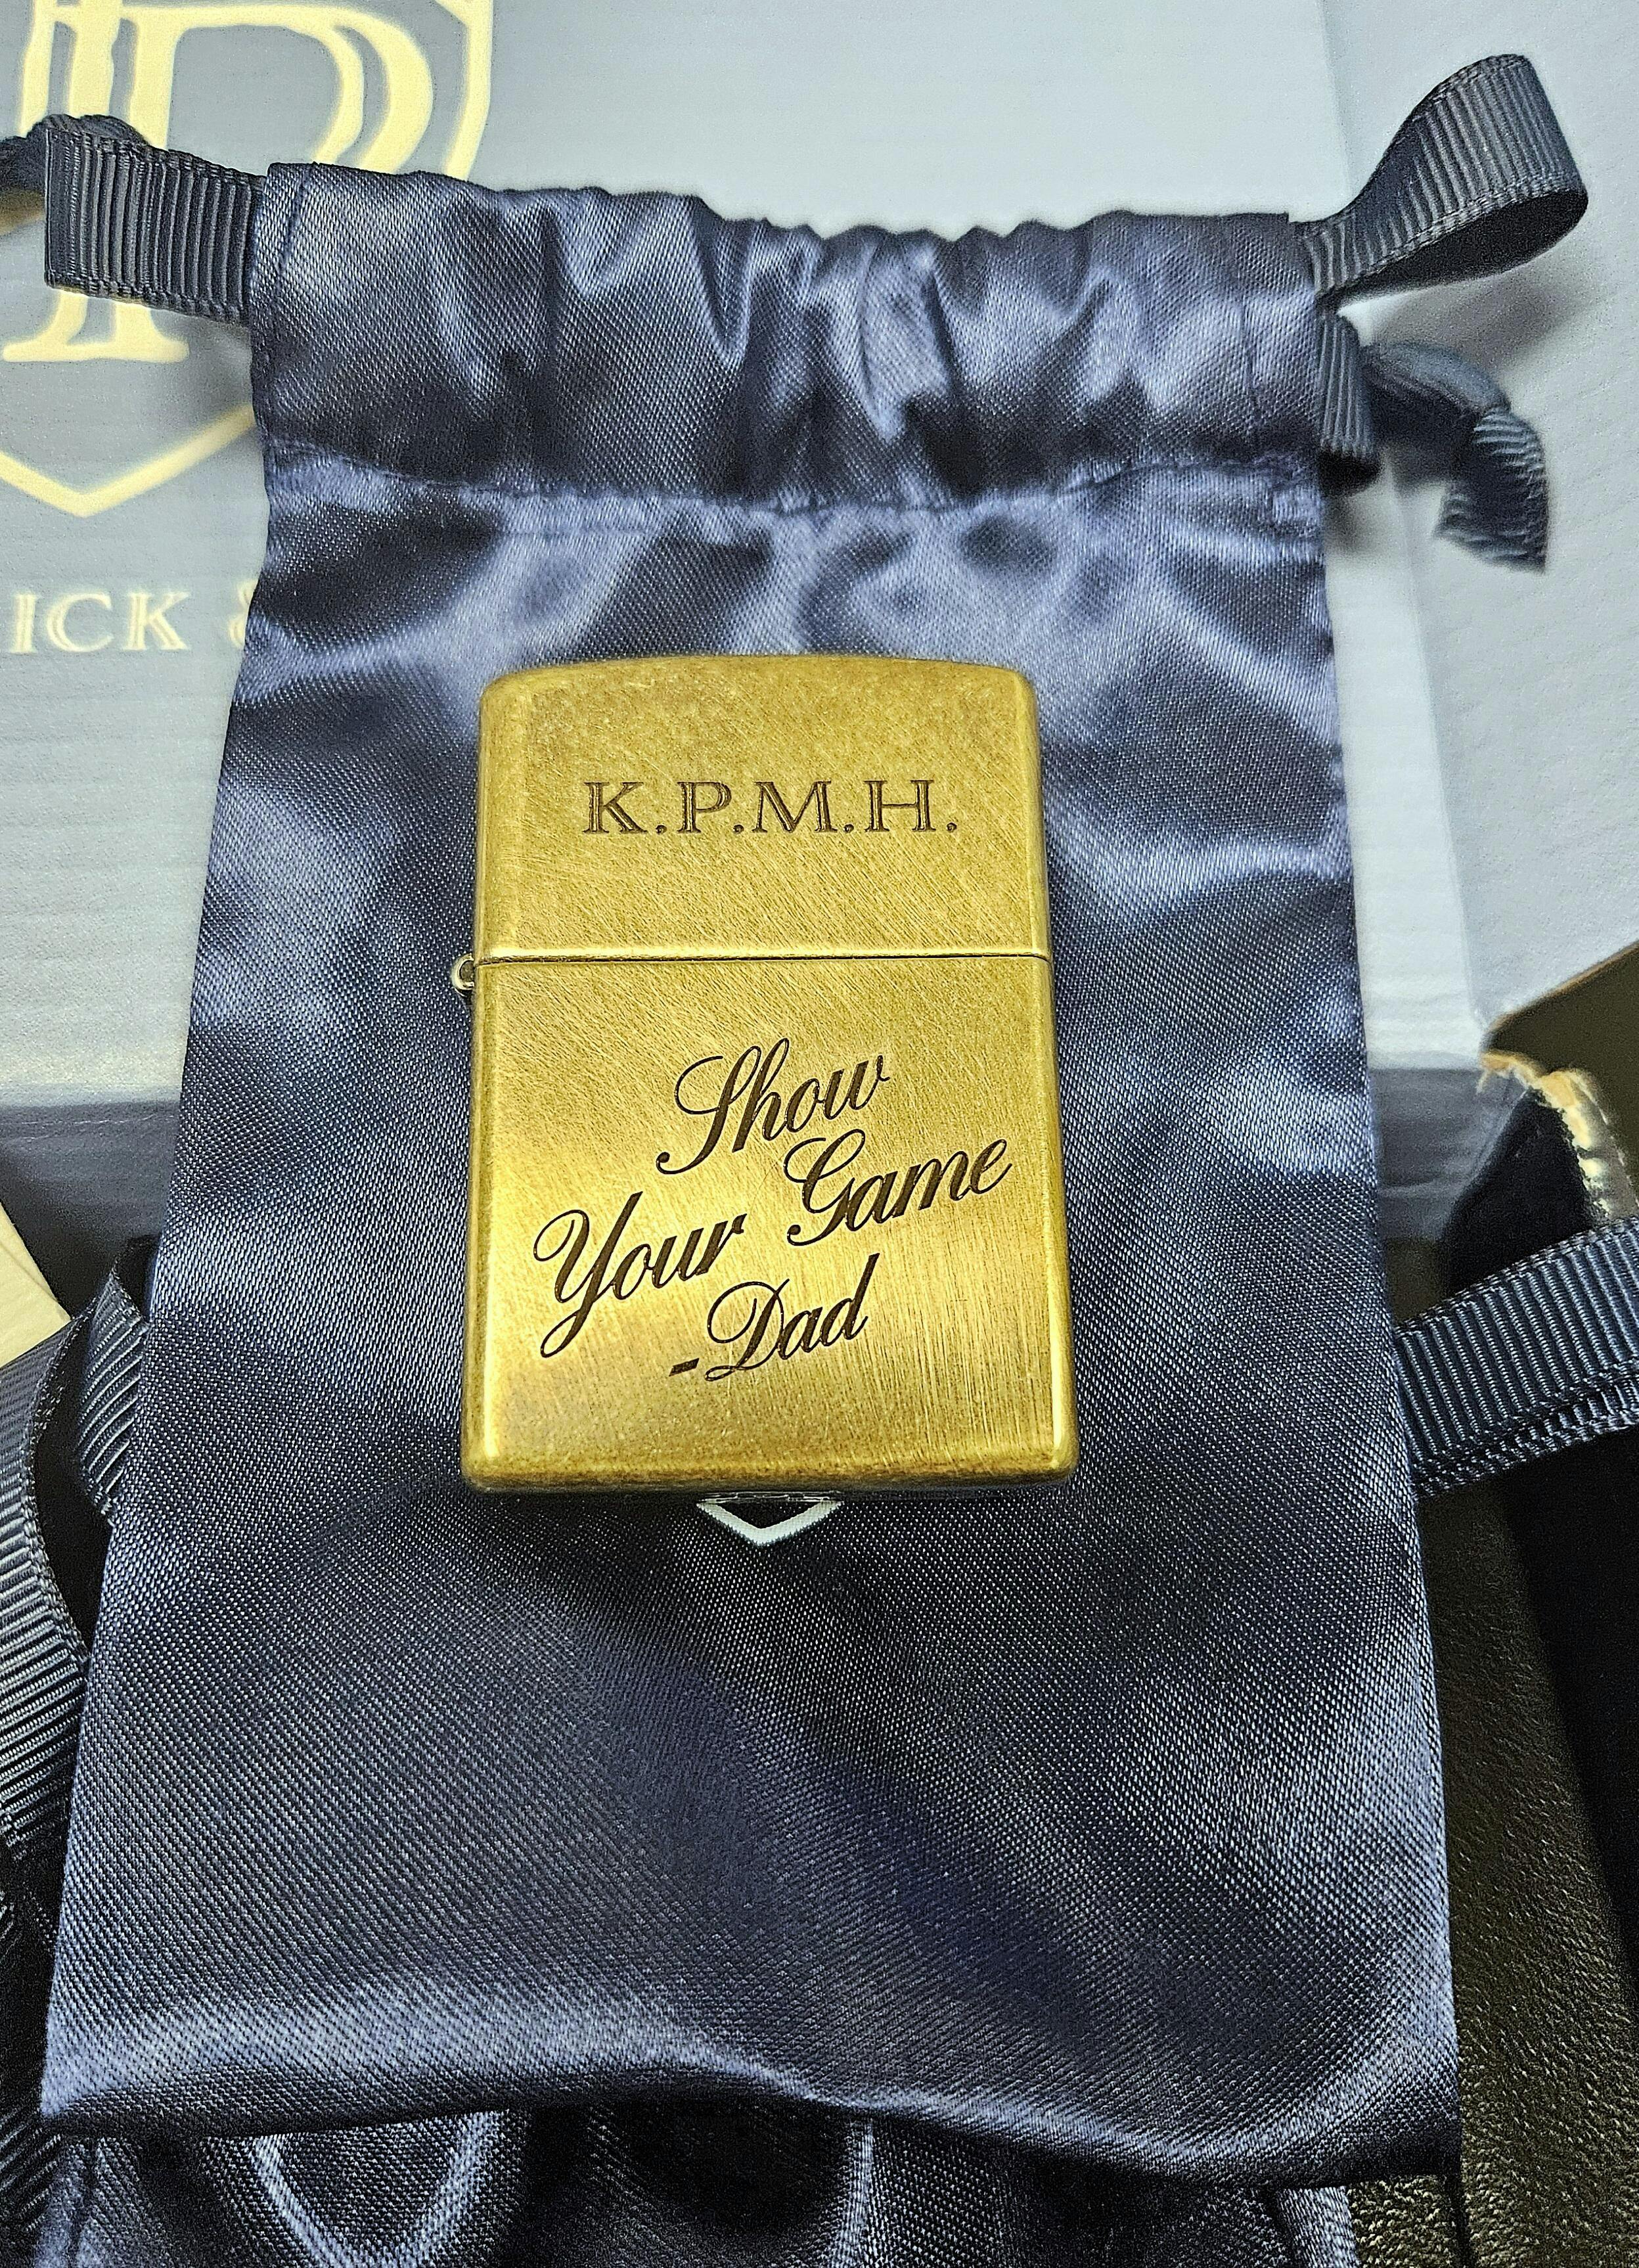 ICK &
K.P.M.H.
Show
Your Game
-Dad